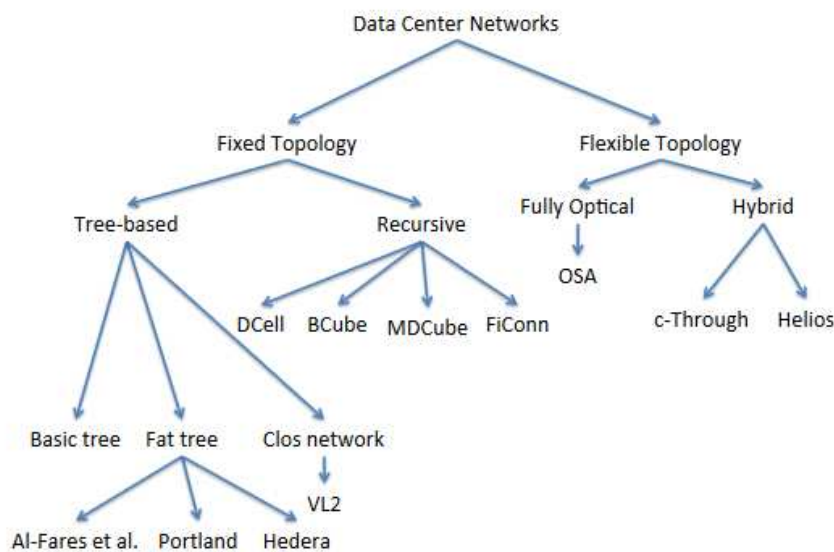 Data Center Networks
Fixed Topology
Flexible Topology
Tree-based
Recursive
Fully Optical
Hybrid
OSA
DCell
BCube
MDCube
FiConn
c-Through
Helios
Basic tree
Fat tree
Clos network
VL2
Al-Fares et al.
Portland
Hedera